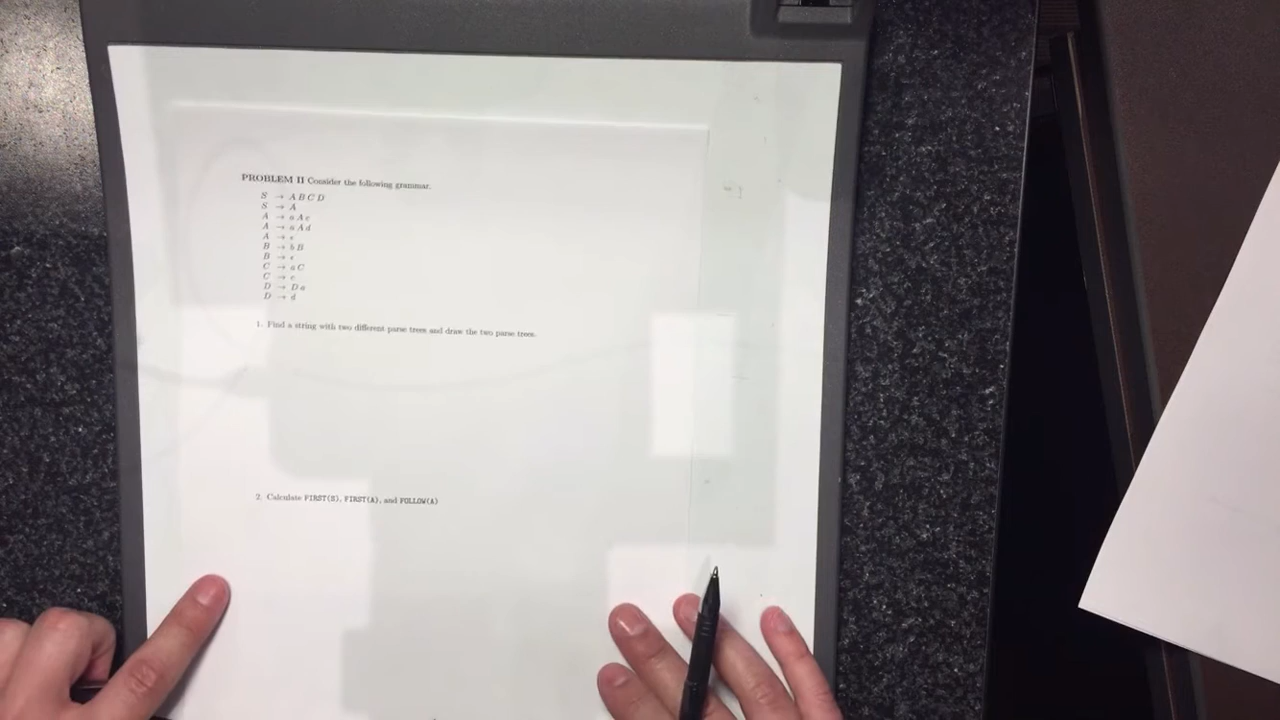 PROBLEM II Consider the following grammar.
S → A B C D
S → A
A → a A c
A → a A d
A → ϵ
B → b B
B → ϵ
C → a C
C → c
D → D a
D → d
1. Find a string with two different parse trees and draw the two parse trees.
2. Calculate FIRST(S), FIRST(A), and FOLLOW(A)